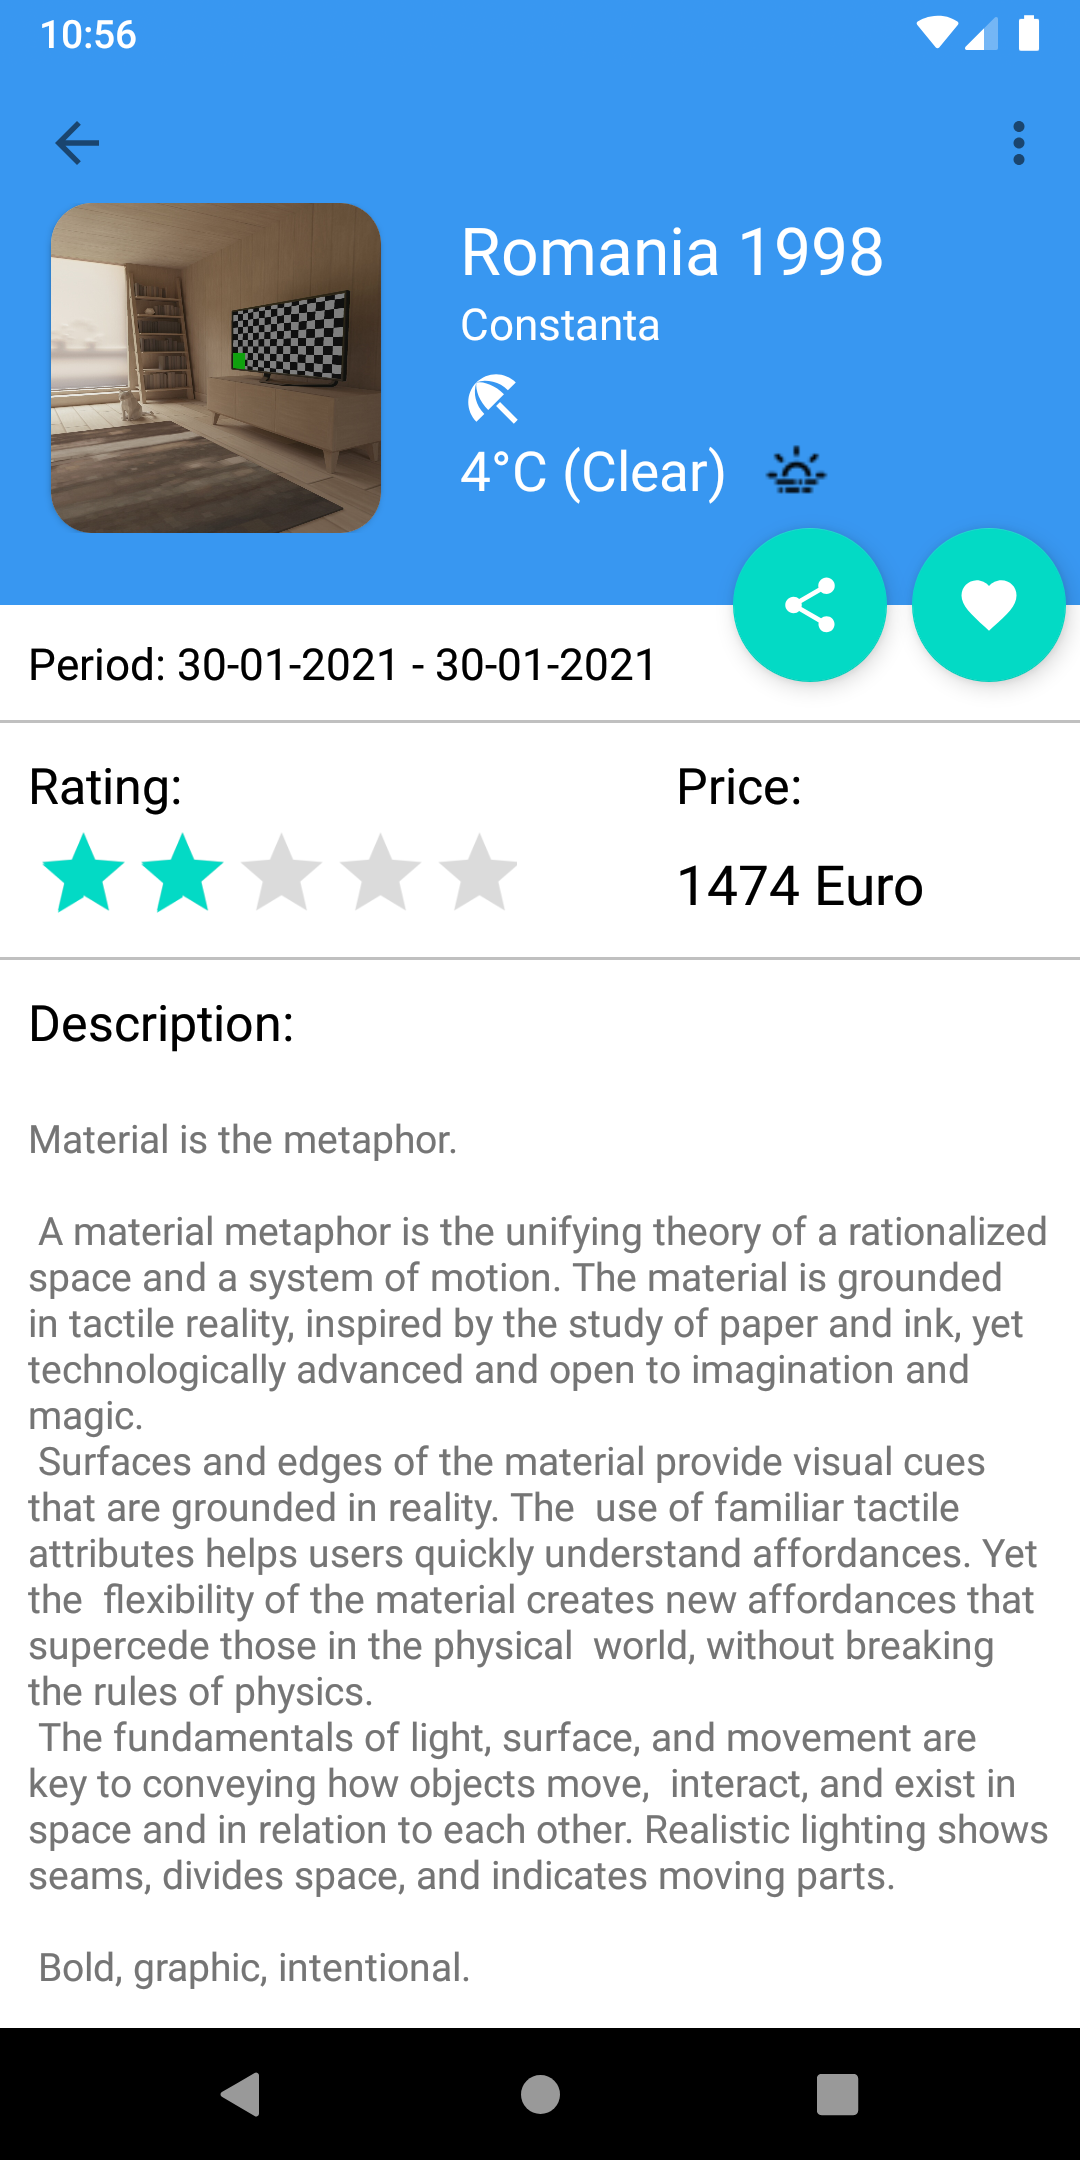 10:56
Romania 1998
Constanta
4°C (Clear)
Period: 30-01-2021 - 30-01-2021
Rating:
Price:
1474 Euro
Description:
Material is the metaphor.
A material metaphor is the unifying theory of a rationalized
space and a system of motion. The material is grounded
in tactile reality, inspired by the study of paper and ink, yet
technologically advanced and open to imagination and
magic.
Surfaces and edges of the material provide visual cues
that are grounded in reality. The  use of familiar tactile
attributes helps users quickly understand affordances. Yet
the  flexibility of the material creates new affordances that
supercede those in the physical  world, without breaking
the rules of physics.
The fundamentals of light, surface, and movement are
key to conveying how objects move,  interact, and exist in
space and in relation to each other. Realistic lighting shows
seams, divides space, and indicates moving parts.
Bold, graphic, intentional.